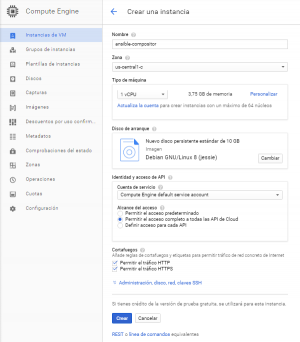 Compute Engine
Crear una instancia
Instancias de VM
Grupos de instancias
Plantillas de instancias
Discos
Capturas
Imágenes
Descuentos por uso confirm...
Metadatos
Comprobaciones del estado
Zonas
Operaciones
Cuotas
Configuración
Nombre
ansible-compositor
Zona
us-central1-c
Tipo de máquina
1 vCPU
3,75 GB de memoria
Personalizar
Actualiza la cuenta para crear instancias con un máximo de 64 núcleos
Disco de arranque
Nuevo disco persistente estándar de 10 GB
Imagen
Debian GNU/Linux 8 (jessie)
Cambiar
Identidad y acceso de API
Cuenta de servicio
Compute Engine default service account
Alcance del acceso
Permitir el acceso predeterminado
Permitir el acceso completo a todas las API de Cloud
Definir acceso para cada API
Cortafuegos
Añade reglas de cortafuegos y etiquetas para permitir tráfico de red concreto de Internet
Permitir el tráfico HTTP
Permitir el tráfico HTTPS
Administración, disco, red, claves SSH
Si tienes crédito de la versión de prueba gratuita, se utilizará para esta instancia.
Crear
Cancelar
REST o línea de comandos equivalentes